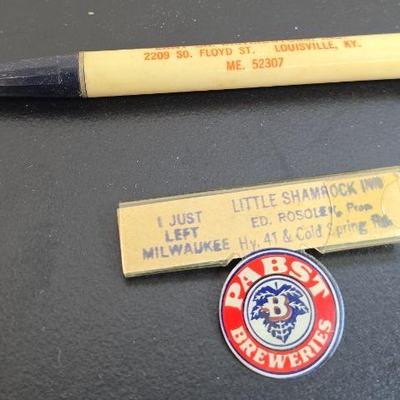 2209 SO. FLOYD ST. LOUISVILLE, KY.
ME. 52307
I JUST
LEFT
MILWAUKEE
LITTLE SHAMROCK INN
ED. ROSOLEK, Prop
Hy. 41 & Cold Spring Rd.
PABST
B
BREWERIES